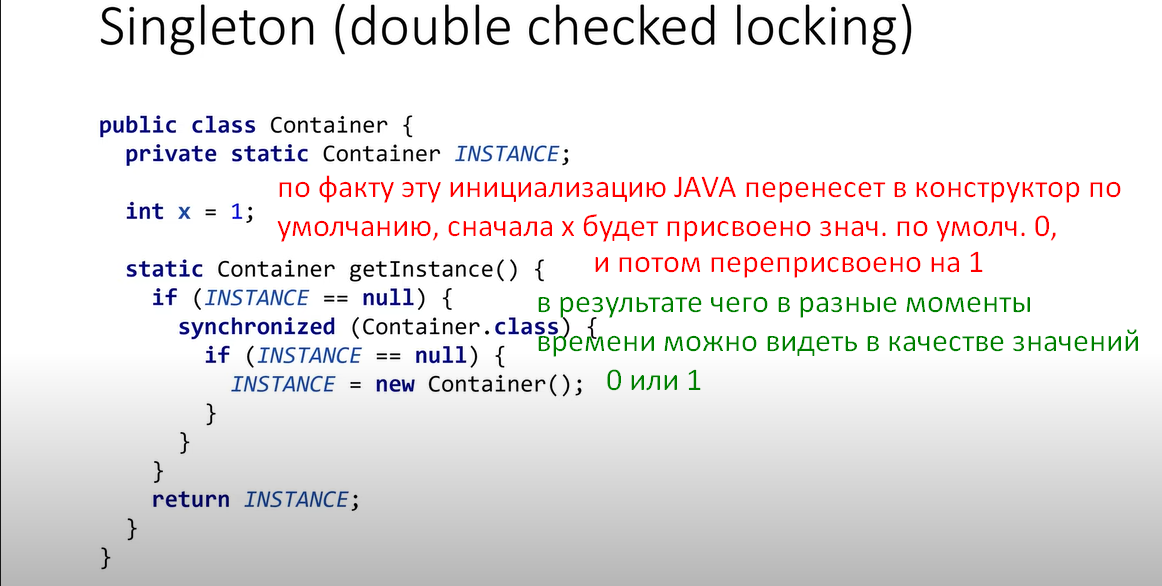 Singleton (double checked locking)
public class Container {
private static Container INSTANCE;
по факту эту инициализацию JAVA перенесет в конструктор по
int x = 1;
умолчанию, сначала x будет присвоено знач. по умолч. 0,
и потом переприсвоено на 1
static Container getInstance() {
if (INSTANCE == null) {
в результате чего в разные моменты
synchronized (Container.class) {
времени можно видеть в качестве значений
if (INSTANCE == null) {
INSTANCE = new Container();
0 или 1
}
}
}
return INSTANCE;
}
}